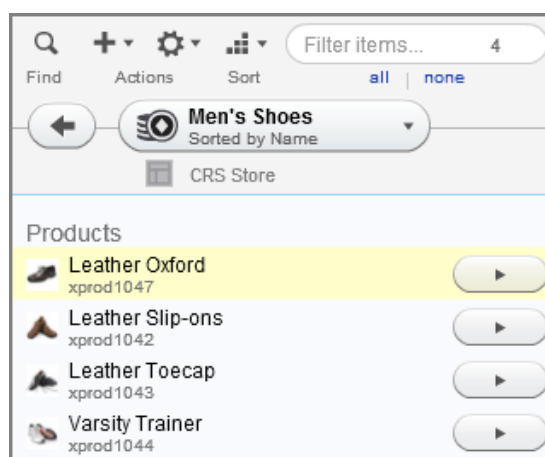 Filter items... 4
Find Actions Sort all | none
Men's Shoes
Sorted by Name
CRS Store
Products
Leather Oxford
xprod1047
Leather Slip-ons
xprod1042
Leather Toecap
xprod1043
Varsity Trainer
xprod1044